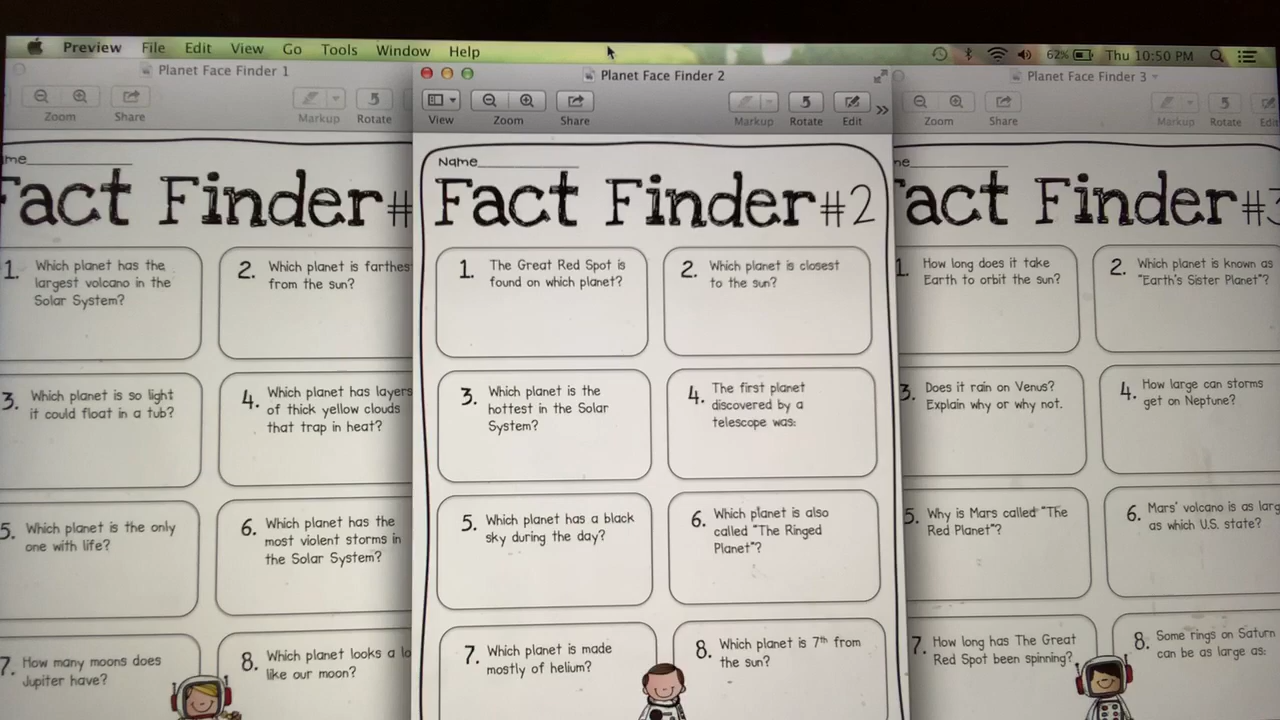 Preview File Edit View Go Tools Window Help
62%
Thu 10:50 PM
Planet Face Finder 1
Zoom Share Markup Rotate
me
Fact Finder#
1. Which planet has the
largest volcano in the
Solar System?
2. Which planet is farthes
from the sun?
3. Which planet is so light
it could float in a tub?
4. Which planet has layers
of thick yellow clouds
that trap in heat?
5. Which planet is the only
one with life?
6. Which planet has the
most violent storms in
the Solar System?
7. How many moons does
Jupiter have?
8. Which planet looks a lo
like our moon?
Planet Face Finder 2
View Zoom Share Markup Rotate Edit
Name
Fact Finder#2
1. The Great Red Spot is
found on which planet?
2. Which planet is closest
to the sun?
3. Which planet is the
hottest in the Solar
System?
4. The first planet
discovered by a
telescope was:
5. Which planet has a black
sky during the day?
6. Which planet is also
called "The Ringed
Planet"?
7. Which planet is made
mostly of helium?
8. Which planet is 7th from
the sun?
Planet Face Finder 3
Zoom Share Markup Rotate Edit
ne
Fact Finder#3
1. How long does it take
Earth to orbit the sun?
2. Which planet is known as
"Earth's Sister Planet"?
3. Does it rain on Venus?
Explain why or why not.
4. How large can storms
get on Neptune?
5. Why is Mars called "The
Red Planet"?
6. Mars' volcano is as larg
as which U.S. state?
7. How long has The Great
Red Spot been spinning?
8. Some rings on Saturn
can be as large as: